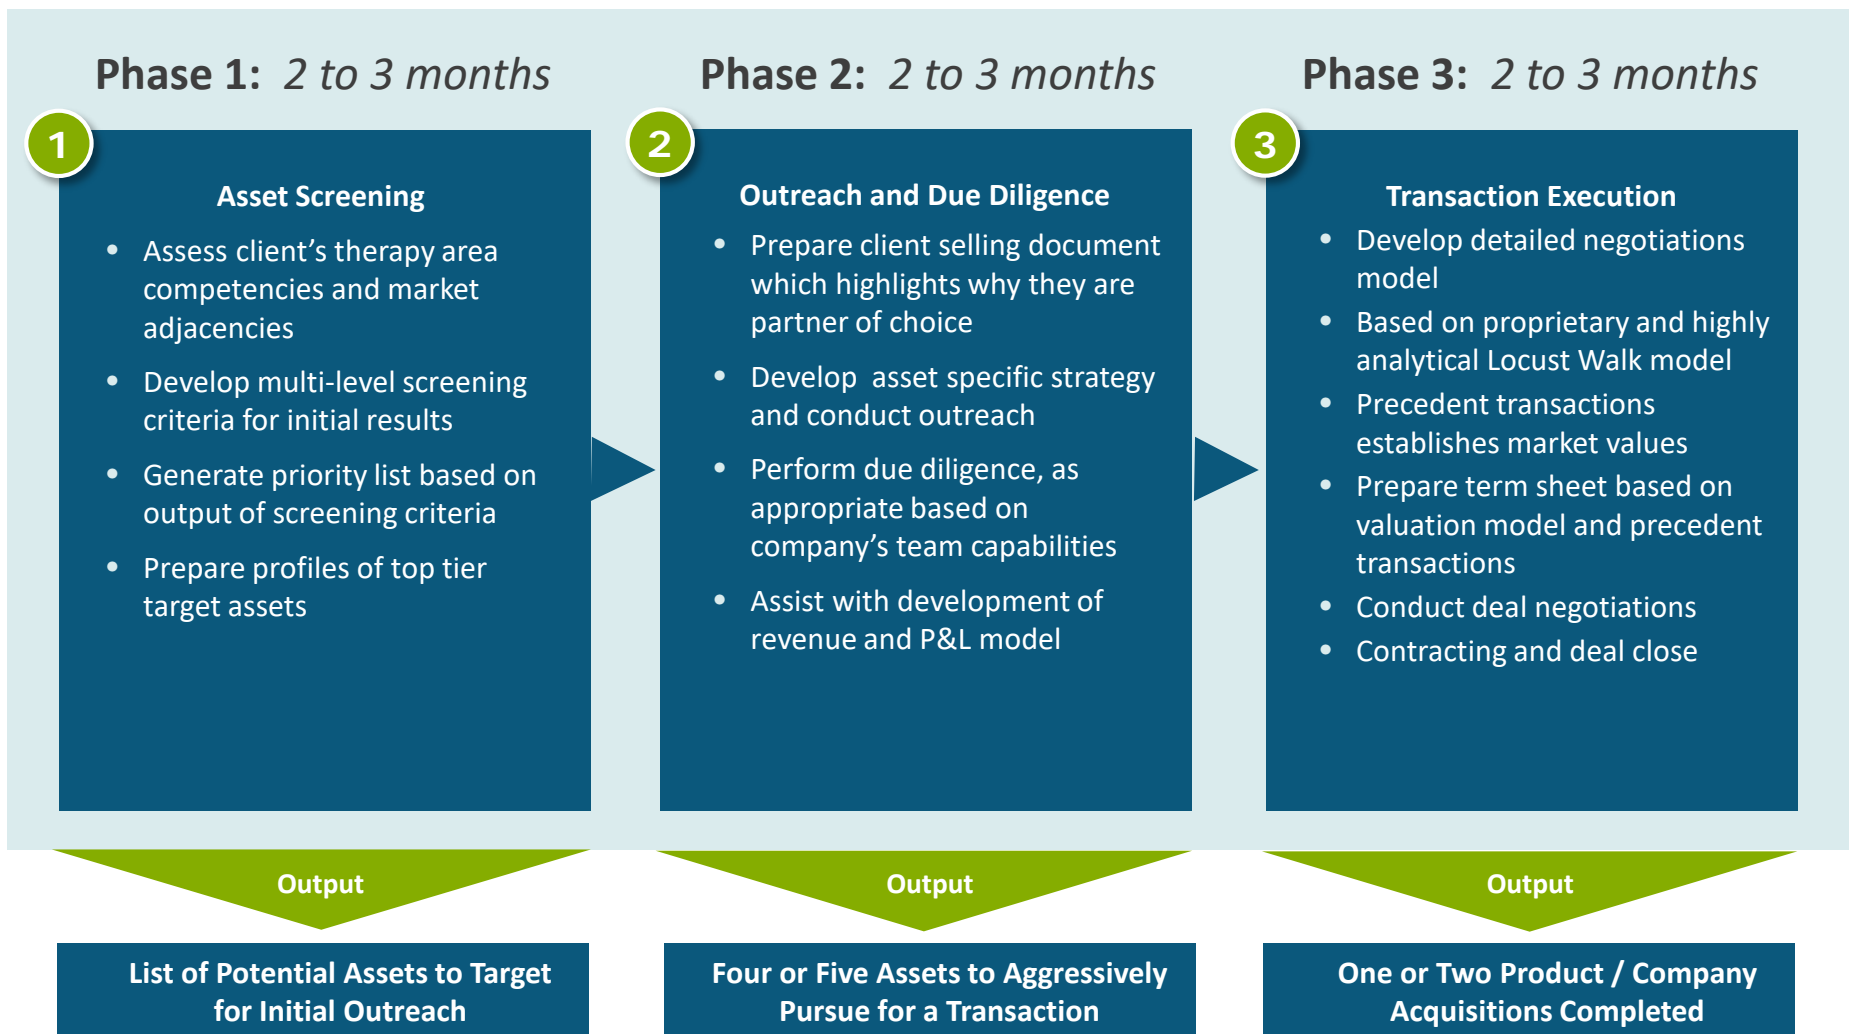 Phase 1: 2 to 3 months
1
Asset Screening
• Assess client's therapy area
competencies and market
adjacencies
• Develop multi-level screening
criteria for initial results
• Generate priority list based on
output of screening criteria
• Prepare profiles of top tier
target assets
Output
List of Potential Assets to Target
for Initial Outreach
Phase 2: 2 to 3 months
2
Outreach and Due Diligence
• Prepare client selling document
which highlights why they are
partner of choice
• Develop asset specific strategy
and conduct outreach
• Perform due diligence, as
appropriate based on
company's team capabilities
• Assist with development of
revenue and P&L model
Output
Four or Five Assets to Aggressively
Pursue for a Transaction
Phase 3: 2 to 3 months
3
Transaction Execution
• Develop detailed negotiations
model
• Based on proprietary and highly
analytical Locust Walk model
• Precedent transactions
establishes market values
• Prepare term sheet based on
valuation model and precedent
transactions
• Conduct deal negotiations
• Contracting and deal close
Output
One or Two Product / Company
Acquisitions Completed